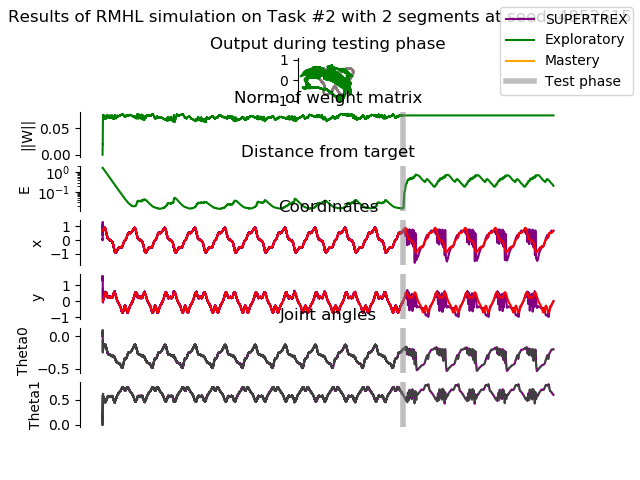 Results of RMHL simulation on Task #2 with 2 segments at
SUPERTREX
Exploratory
Mastery
Test phase
Output during testing phase
1
0
−1
Norm of weight matrix
||W||
0.05
0.00
Distance from target
E
10⁰
10⁻¹
Coordinates
x
1
0
−1
y
1
0
−1
Joint angles
Theta0
0.0
−0.5
Theta1
0.5
0.0